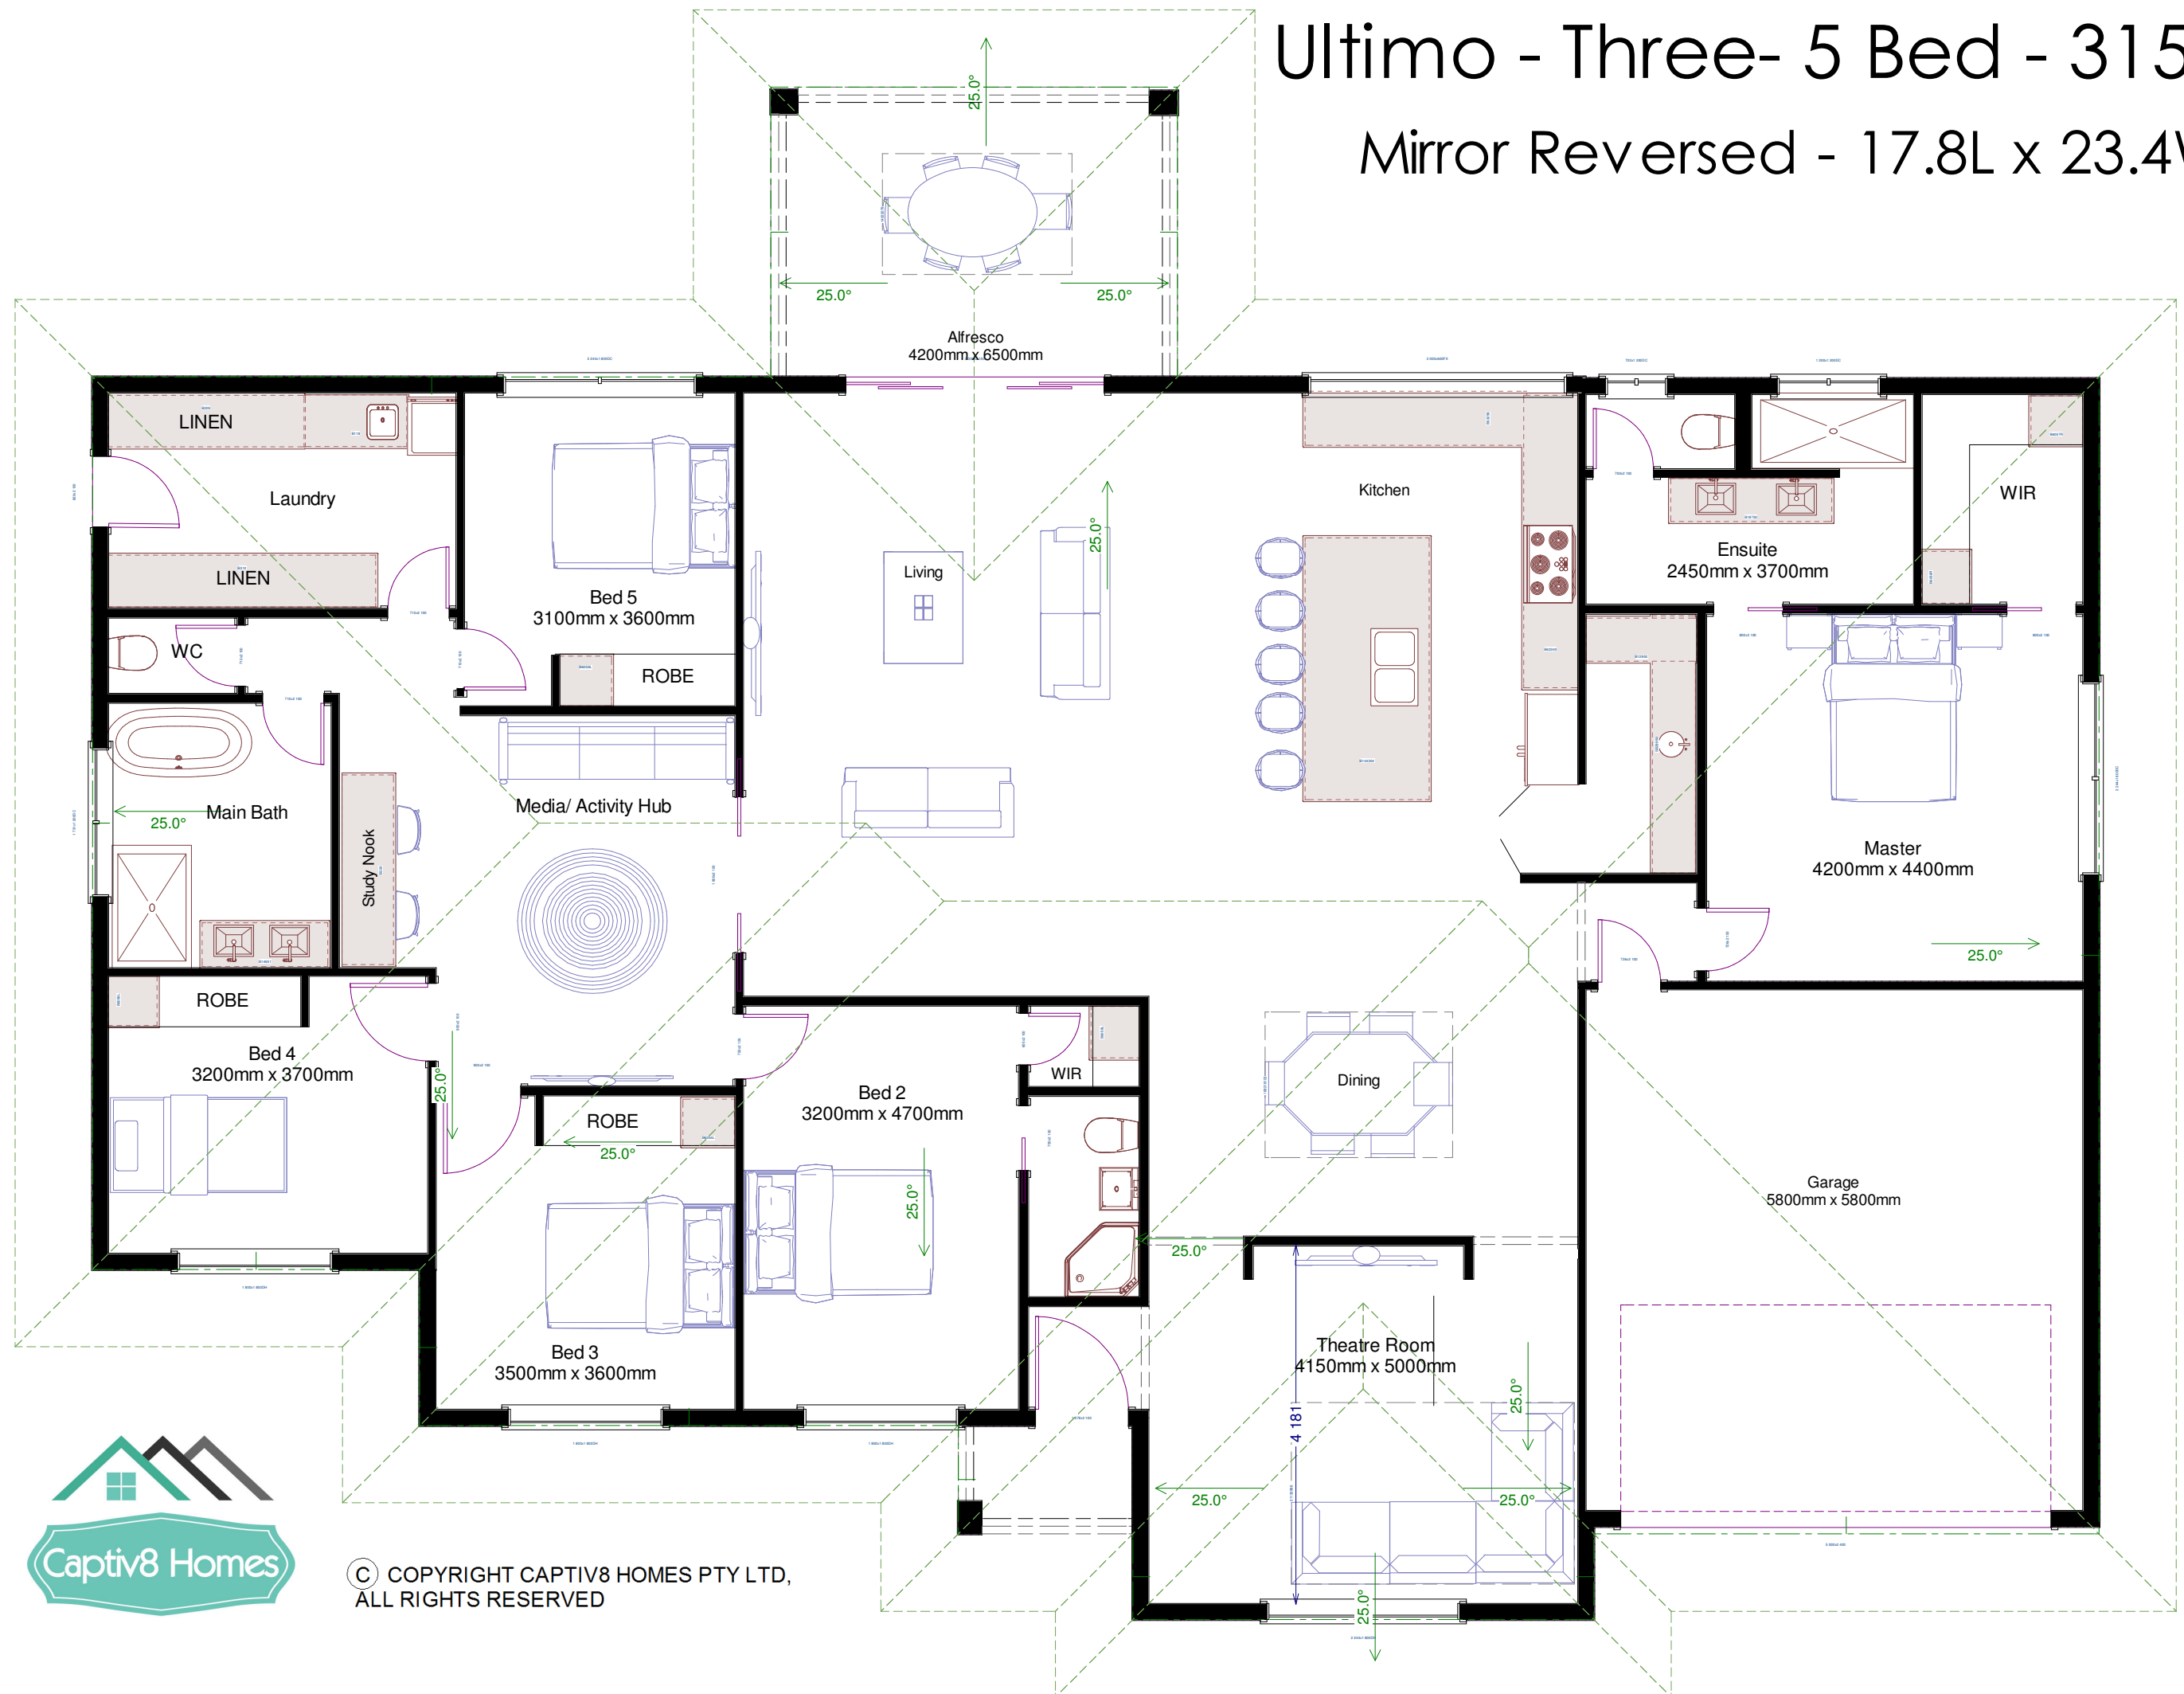 Ultimo - Three- 5 Bed - 315
Mirror Reversed - 17.8L x 23.4
25.0°
25.0°
25.0°
Alfresco
4200mm x 6500mm
LINEN
Laundry
LINEN
WC
Bed 5
3100mm x 3600mm
ROBE
Living
25.0°
Kitchen
Ensuite
2450mm x 3700mm
WIR
Main Bath
25.0°
Study Nook
Media/ Activity Hub
Master
4200mm x 4400mm
25.0°
ROBE
Bed 4
3200mm x 3700mm
25.0°
ROBE
25.0°
Bed 3
3500mm x 3600mm
Bed 2
3200mm x 4700mm
25.0°
WIR
Dining
25.0°
Garage
5800mm x 5800mm
Theatre Room
4150mm x 5000mm
4 181
25.0°
25.0°
25.0°
25.0°
Captiv8 Homes
C COPYRIGHT CAPTIV8 HOMES PTY LTD,
ALL RIGHTS RESERVED